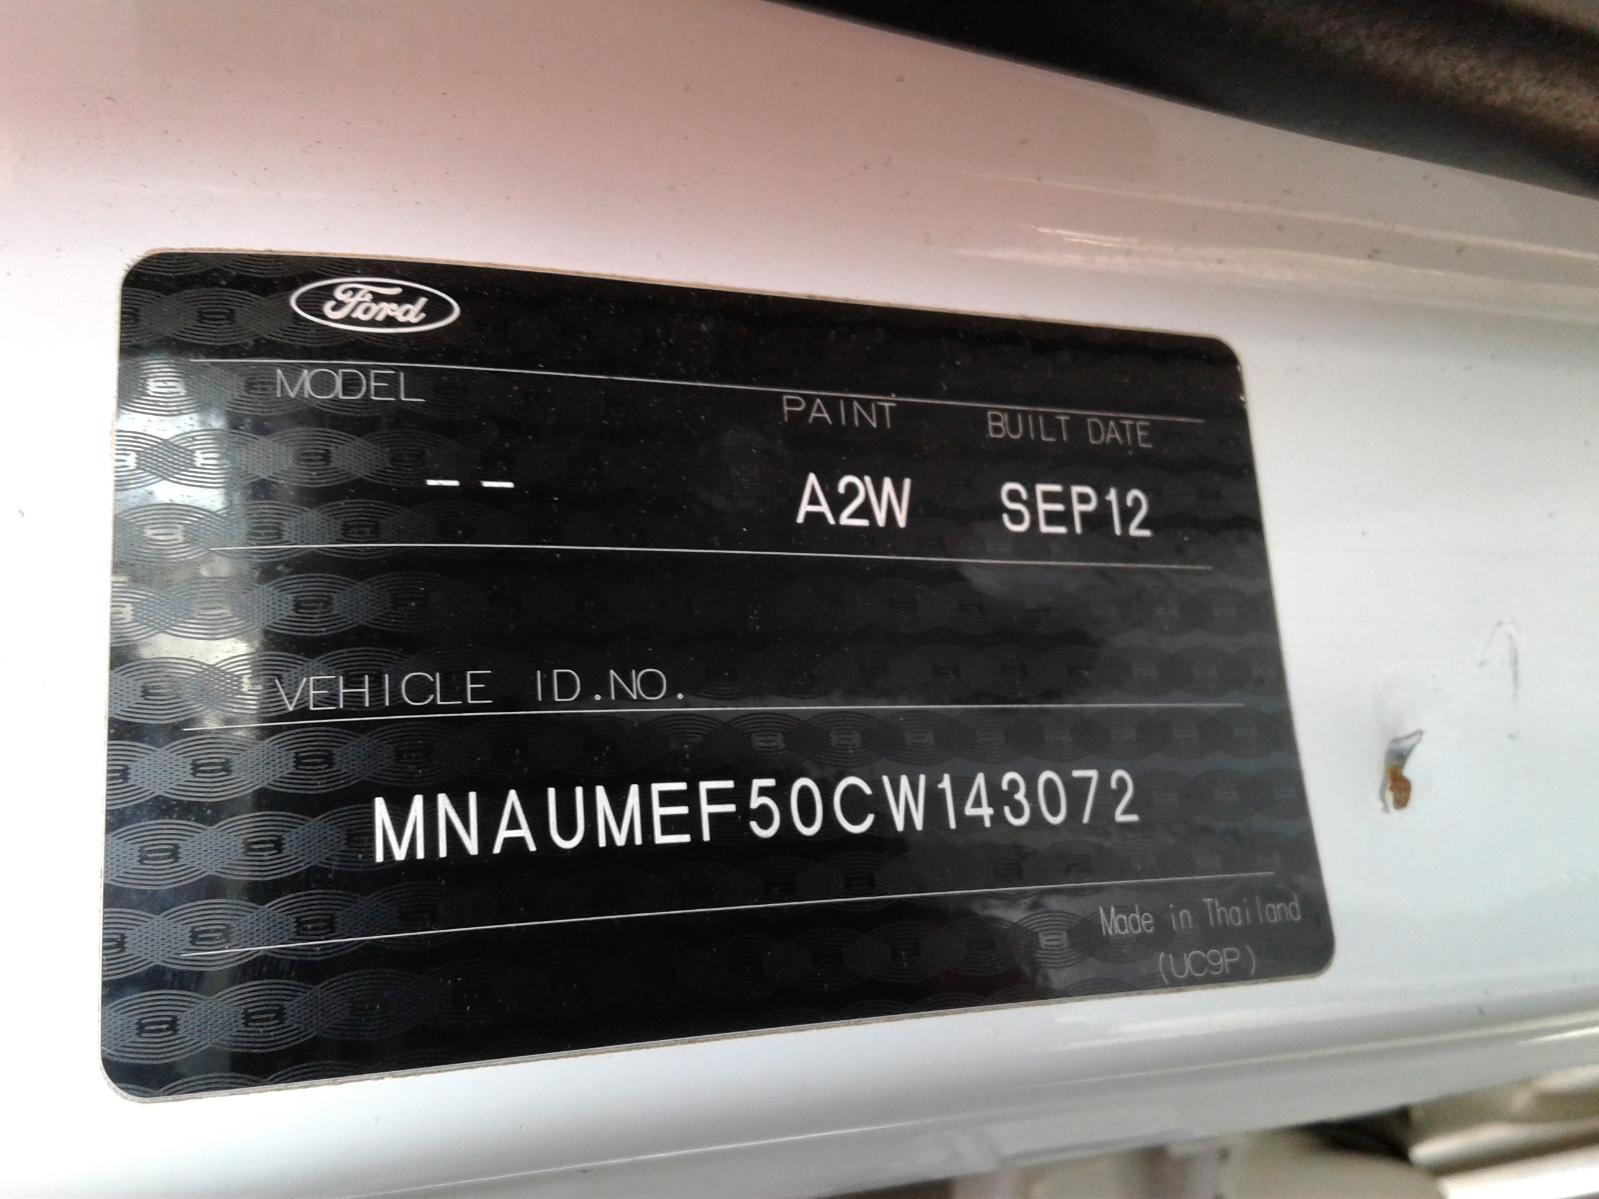 Ford
MODEL PAINT BUILT DATE
-- A2W SEP12
VEHICLE ID.NO.
MNAUMEF50CW143072
Made in Thailand
(UC9P)